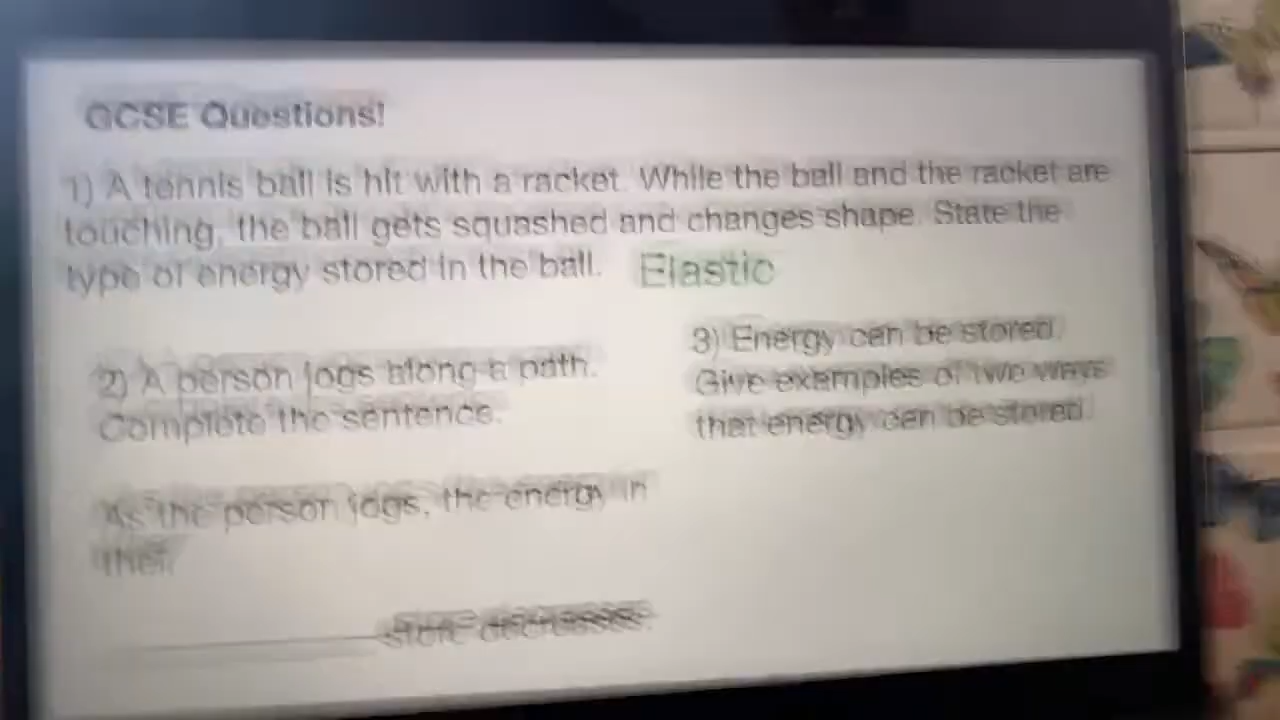 GCSE Questions!
1) A tennis ball is hit with a racket. While the ball and the racket are
touching, the ball gets squashed and changes shape. State the
type of energy stored in the ball. Elastic
2) A person jogs along a path.
Complete the sentence.
As the person jogs, the energy in
their
store decreases.
3) Energy can be stored.
Give examples of two ways
that energy can be stored.